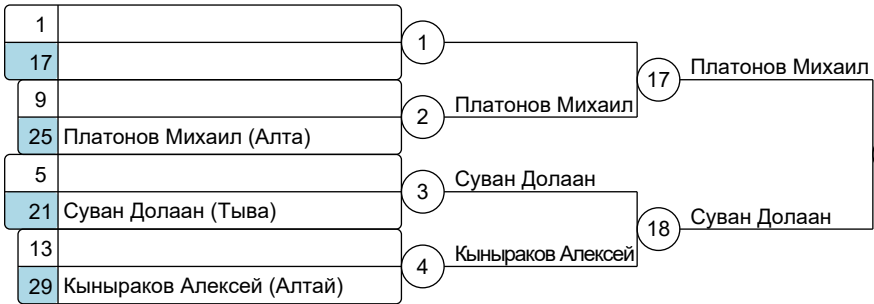 1
1
17
17
Платонов Михаил
9
2
Платонов Михаил
25 Платонов Михаил (Алта)
5
3
Суван Долаан
21 Суван Долаан (Тыва)
18
Суван Долаан
13
4
Кыныраков Алексей
29 Кыныраков Алексей (Алтай)